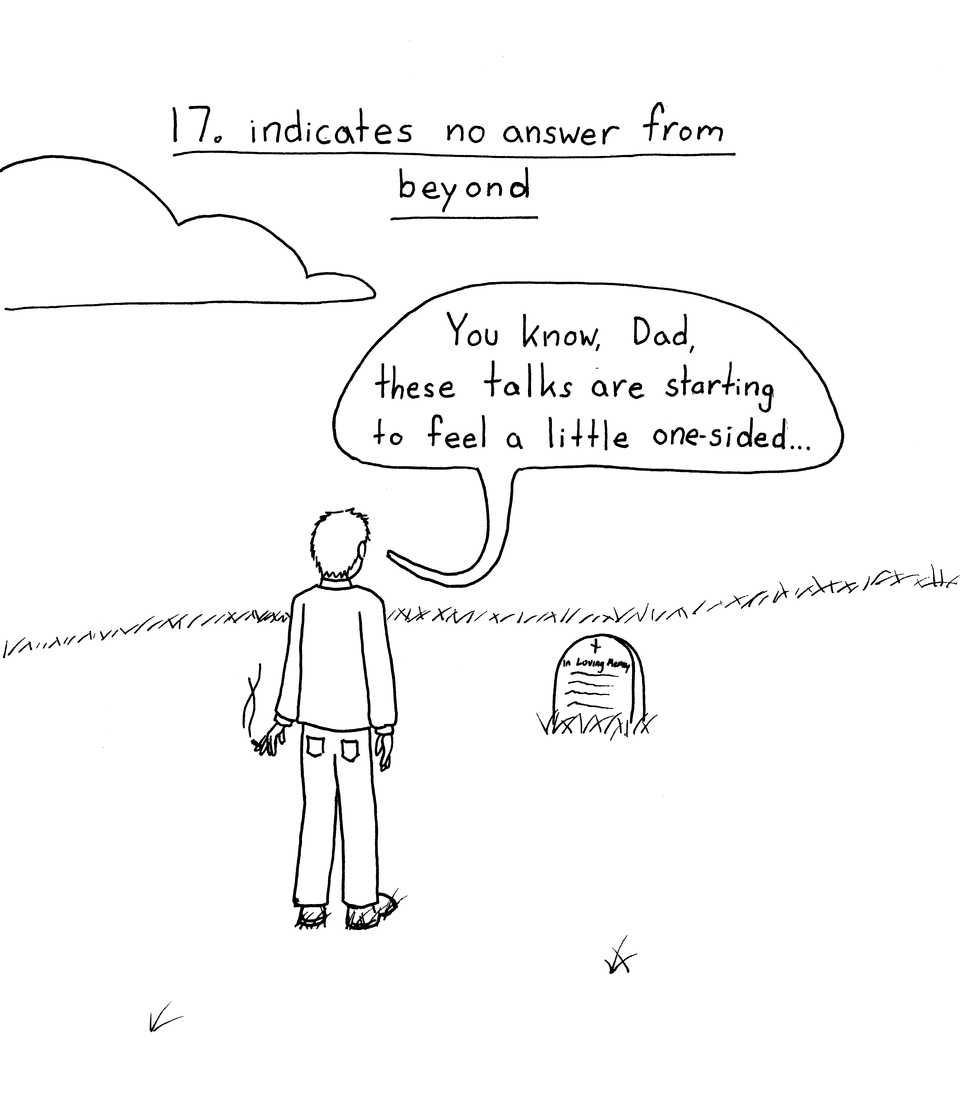 17. indicates no answer from
beyond
You know, Dad,
these talks are starting
to feel a little one-sided...
In Loving Memory